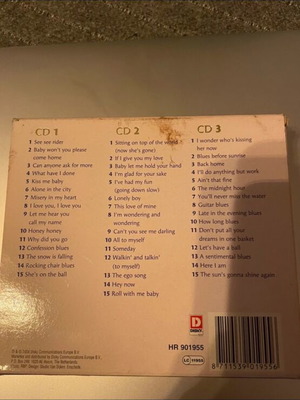 CD 1
1 See see rider
2 Baby won't you please
come home
3 Can anyone ask for more
4 What have I done
5 Kiss me baby
6 Alone in the city
7 Misery in my heart
8 I love you, I love you
9 Let me hear you
call my name
10 Honey honey
11 Why did you go
12 Confession blues
13 The snow is falling
14 Rocking chair blues
15 She's on the ball
CD 2
1 Sitting on top of the world
(now she's gone)
2 If I give you my love
3 Baby let me hold your hand
4 I'm glad for your sake
5 I've had my fun
(going down slow)
6 Lonely boy
7 This love of mine
8 I'm wondering and
wondering
9 Can't you see darling
10 All to myself
11 Someday
12 Walkin' and talkin'
(to myself)
13 The ego song
14 Hey now
15 Roll with me baby
CD 3
1 I wonder who's kissing
her now
2 Blues before sunrise
3 Back home
4 I'll do anything but work
5 Ain't that fine
6 The midnight hour
7 You'll never miss the water
8 Guitar blues
9 Late in the evening blues
10 How long blues
11 Don't put all your
dreams in one basket
12 Let's have a ball
13 A sentimental blues
14 Here I am
15 The sun's gonna shine again
D
HR 901955
LC
8 711539 019556